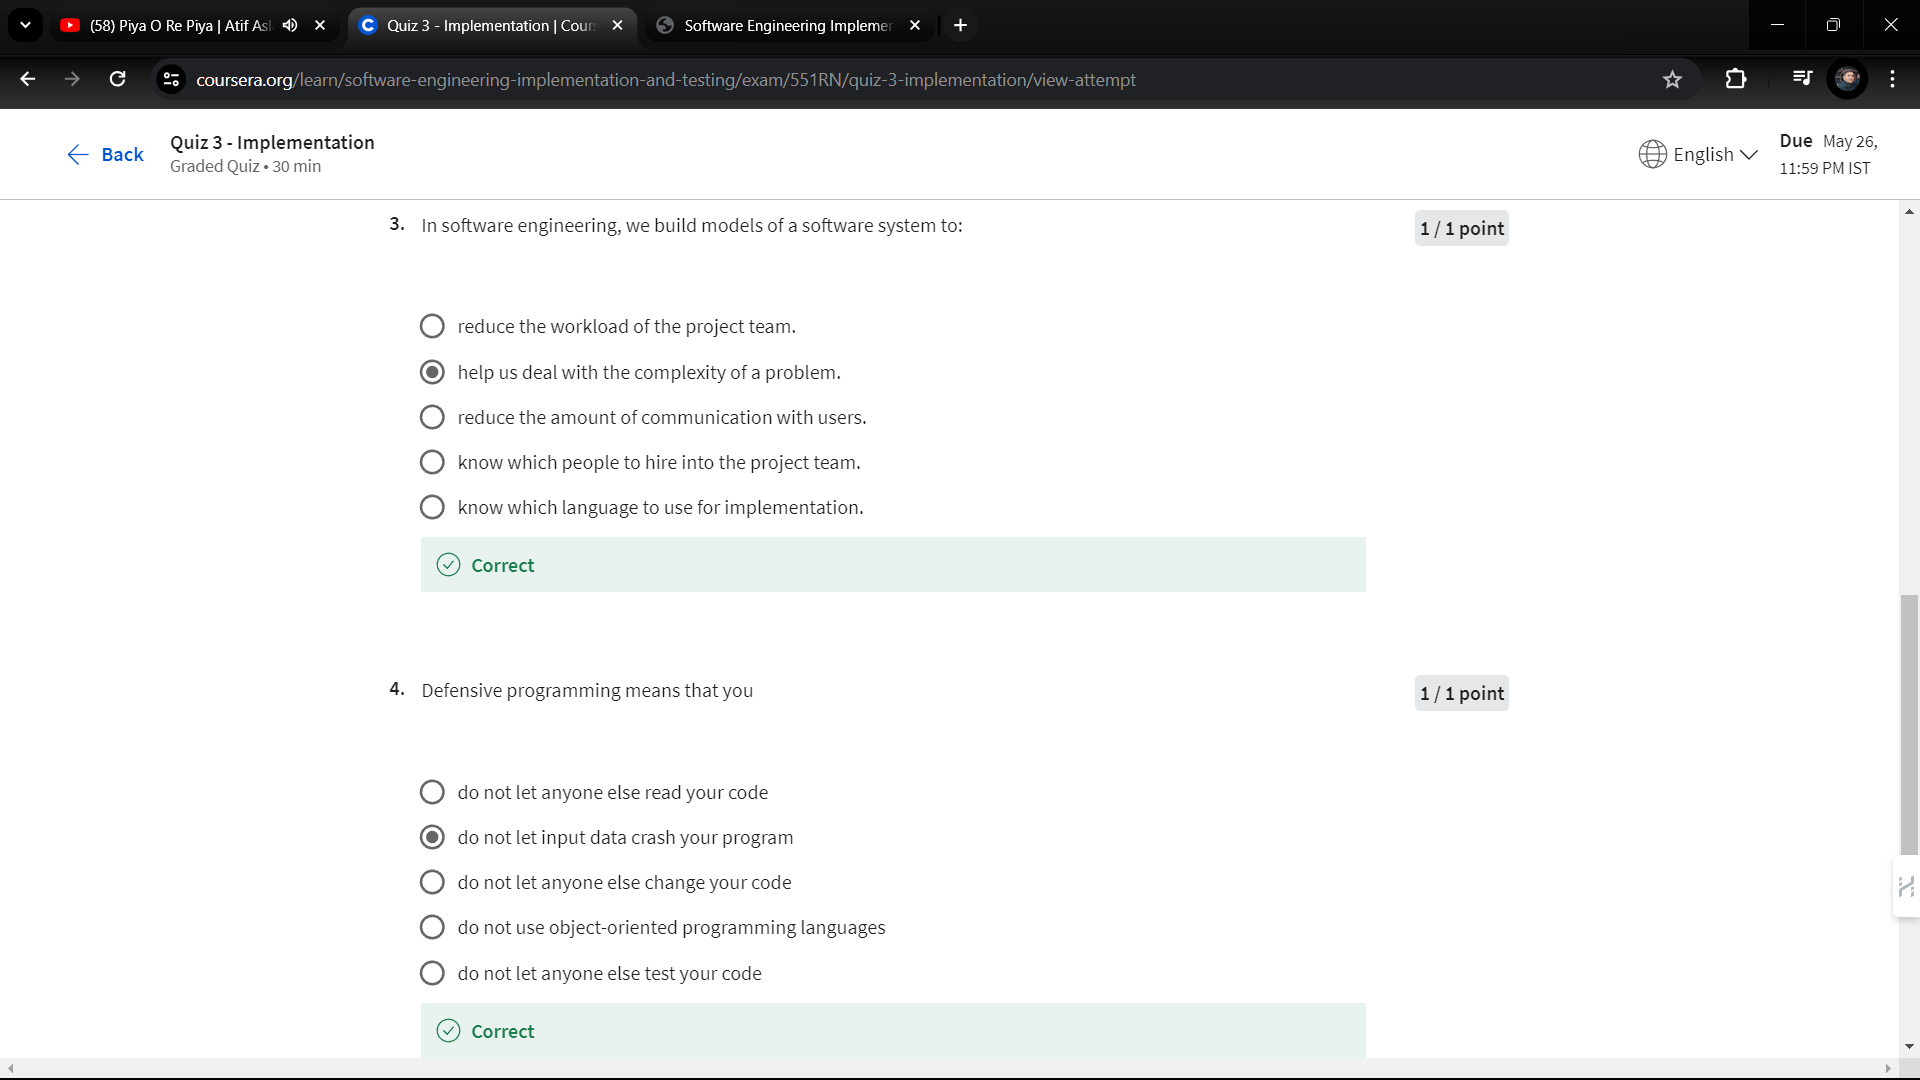 (58) Piya O Re Piya | Atif Asl
Quiz 3 - Implementation | Cour
Software Engineering Implemen
coursera.org/learn/software-engineering-implementation-and-testing/exam/551RN/quiz-3-implementation/view-attempt
Back
Quiz 3 - Implementation
Graded Quiz • 30 min
English
Due May 26,
11:59 PM IST
3. In software engineering, we build models of a software system to:
1 / 1 point
reduce the workload of the project team.
help us deal with the complexity of a problem.
reduce the amount of communication with users.
know which people to hire into the project team.
know which language to use for implementation.
Correct
4. Defensive programming means that you
1 / 1 point
do not let anyone else read your code
do not let input data crash your program
do not let anyone else change your code
do not use object-oriented programming languages
do not let anyone else test your code
Correct